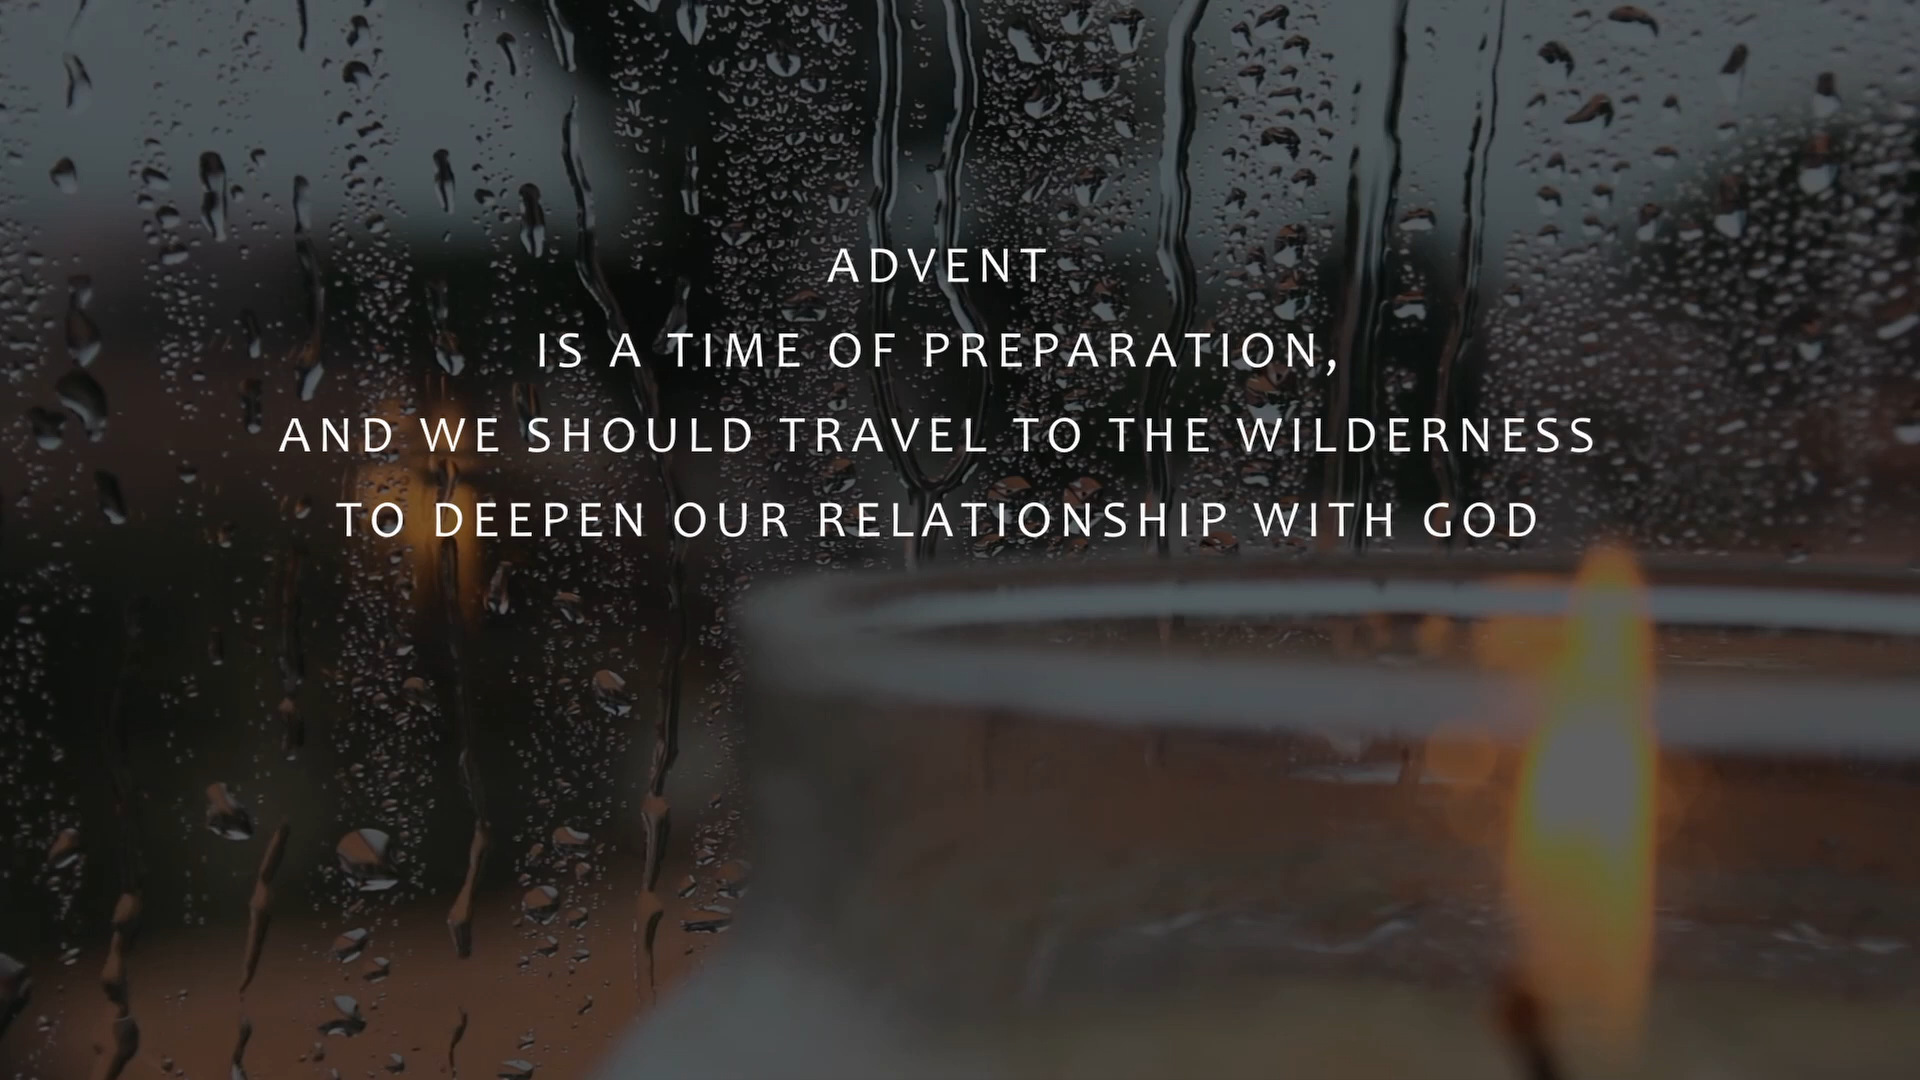 ADVENT
IS A TIME OF PREPARATION,
AND WE SHOULD TRAVEL TO THE WILDERNESS
TO DEEPEN OUR RELATIONSHIP WITH GOD